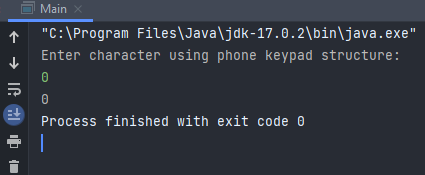 Main
"C:\Program Files\Java\jdk-17.0.2\bin\java.exe"
Enter character using phone keypad structure:
0
0
Process finished with exit code 0